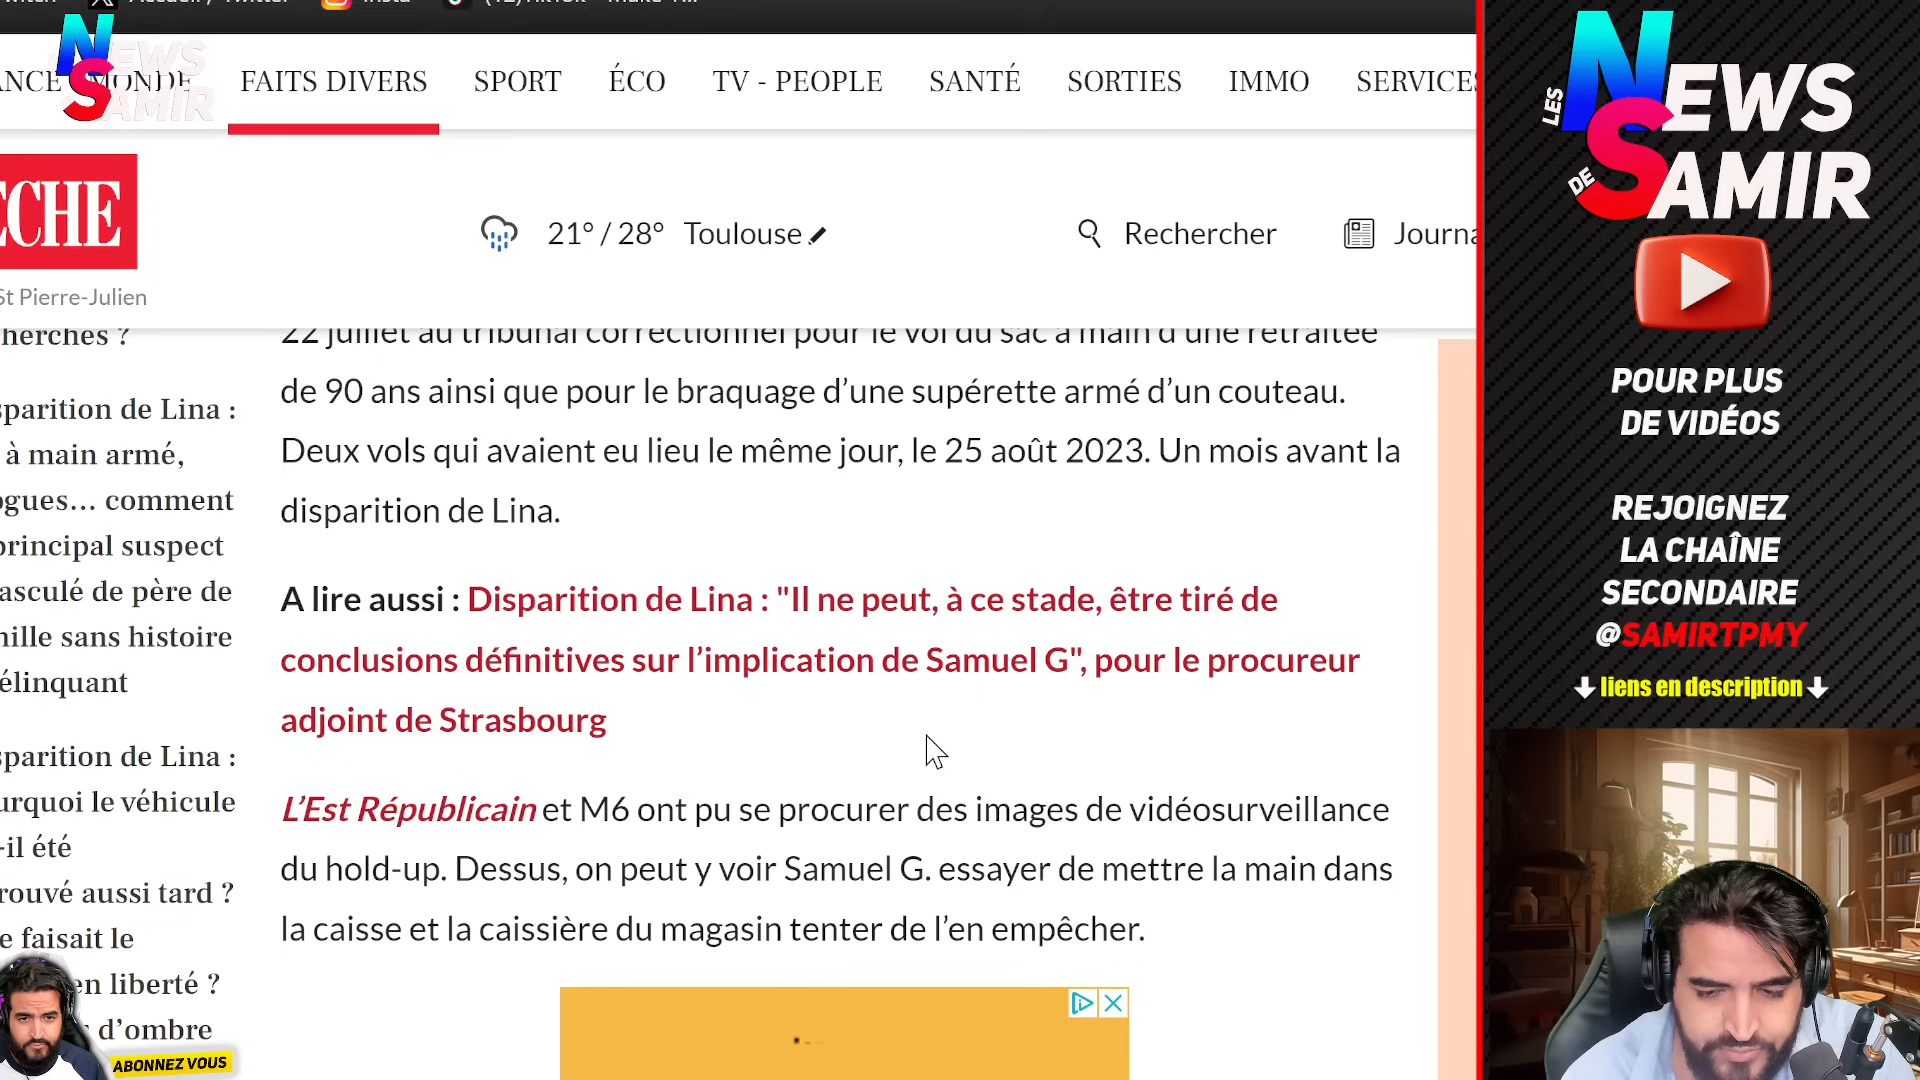 Accueil / Twitter
Insta
MONDE
FAITS DIVERS
SPORT
ÉCO
TV - PEOPLE
SANTÉ
SORTIES
IMMO
SERVICES
NEWS
SAMIR
ECHE
21° / 28° Toulouse
Rechercher
Journa
St Pierre-Julien
herches ?
sparition de Lina :
à main armé,
ogues... comment
principal suspect
asculé de père de
mille sans histoire
élinquant
sparition de Lina :
urquoi le véhicule
-il été
rouvé aussi tard ?
e faisait le
en liberté ?
d'ombre
ABONNEZ VOUS
22 juillet au tribunal correctionnel pour le vol du sac à main d'une retraitée
de 90 ans ainsi que pour le braquage d'une supérette armé d'un couteau.
Deux vols qui avaient eu lieu le même jour, le 25 août 2023. Un mois avant la
disparition de Lina.
A lire aussi : Disparition de Lina : "Il ne peut, à ce stade, être tiré de
conclusions définitives sur l'implication de Samuel G", pour le procureur
adjoint de Strasbourg
L'Est Républicain et M6 ont pu se procurer des images de vidéosurveillance
du hold-up. Dessus, on peut y voir Samuel G. essayer de mettre la main dans
la caisse et la caissière du magasin tenter de l'en empêcher.
LES
NEWS
DE
SAMIR
POUR PLUS
DE VIDÉOS
REJOIGNEZ
LA CHAÎNE
SECONDAIRE
@SAMIRTPMY
liens en description